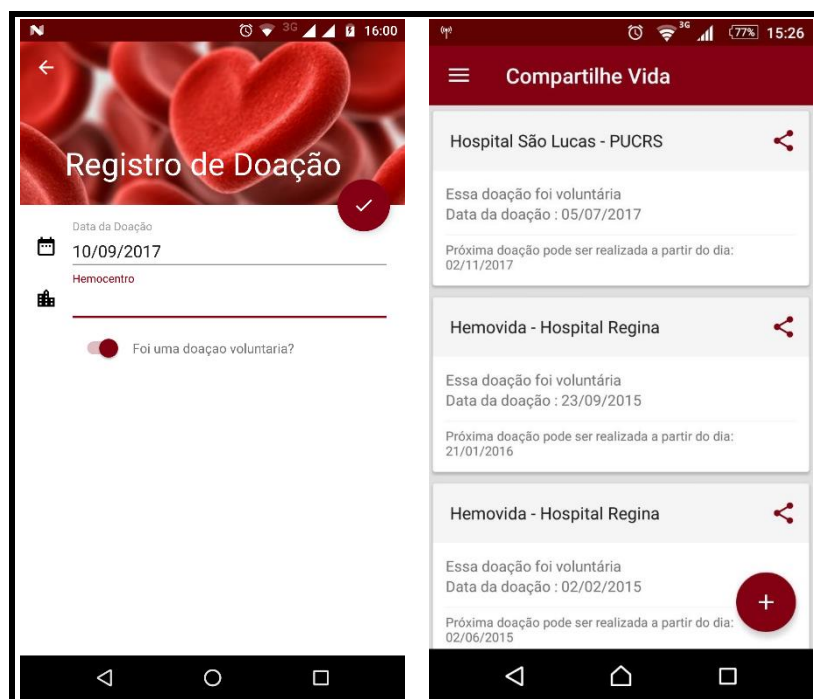 3G 16:00
Registro de Doação
Data da Doação
10/09/2017
Hemocentro
Foi uma doaçao voluntaria?
3G 77% 15:26
Compartilhe Vida
Hospital São Lucas - PUCRS
Essa doação foi voluntária
Data da doação : 05/07/2017
Próxima doação pode ser realizada a partir do dia:
02/11/2017
Hemovida - Hospital Regina
Essa doação foi voluntária
Data da doação : 23/09/2015
Próxima doação pode ser realizada a partir do dia:
21/01/2016
Hemovida - Hospital Regina
Essa doação foi voluntária
Data da doação : 02/02/2015
Próxima doação pode ser realizada a partir do dia:
02/06/2015